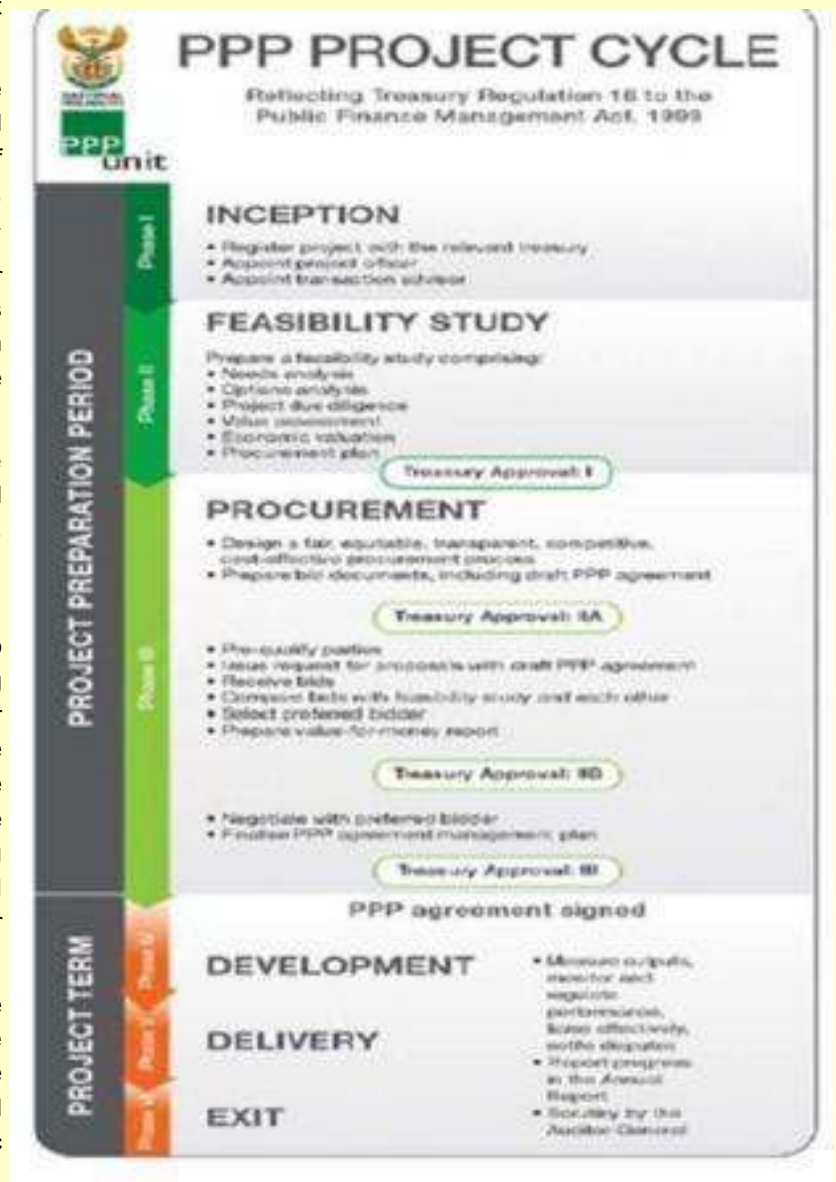 PPP PROJECT CYCLE
Reflecting Treasury Regulation 16 to the
Public Finance Management Act, 1999
NATIONAL TREASURY
PPP
unit
PROJECT PREPARATION PERIOD
Phase I
INCEPTION
• Register project with the relevant treasury
• Appoint project officer
• Appoint transaction advisor
Phase II
FEASIBILITY STUDY
Prepare a feasibility study comprising:
• Needs analysis
• Options analysis
• Project due diligence
• Value assessment
• Economic valuation
• Procurement plan
Treasury Approval: I
Phase III
PROCUREMENT
• Design a fair, equitable, transparent, competitive,
cost-effective procurement process
• Prepare bid documents, including draft PPP agreement
Treasury Approval: IIA
• Pre-qualify parties
• Issue request for proposals with draft PPP agreement
• Receive bids
• Compare bids with feasibility study and each other
• Select preferred bidder
• Prepare value-for-money report
Treasury Approval: IIB
• Negotiate with preferred bidder
• Finalise PPP agreement management plan
Treasury Approval: III
PPP agreement signed
PROJECT TERM
Phase IV
DEVELOPMENT
Phase V
DELIVERY
Phase VI
EXIT
• Measure outputs,
monitor and
regulate
performance,
liaise effectively,
settle disputes
• Report progress
in the Annual
Report
• Scrutiny by the
Auditor-General